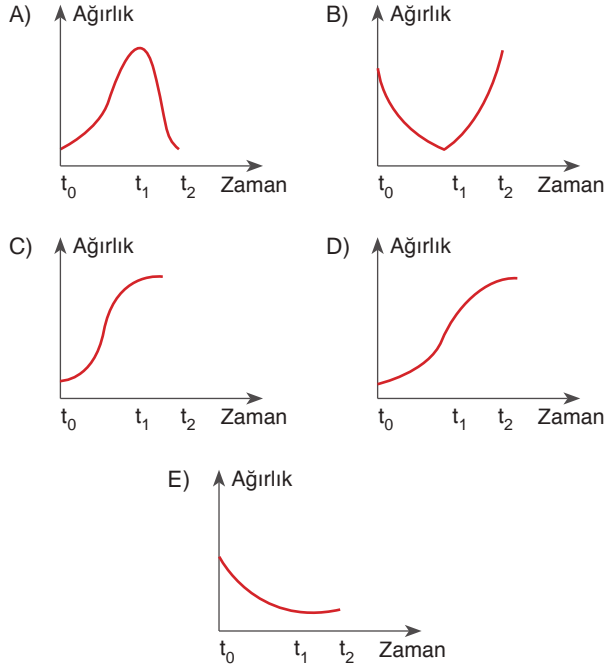 A) Ağırlık
t0 t1 t2 Zaman
B) Ağırlık
t0 t1 t2 Zaman
C) Ağırlık
t0 t1 t2 Zaman
D) Ağırlık
t0 t1 t2 Zaman
E) Ağırlık
t0 t1 t2 Zaman